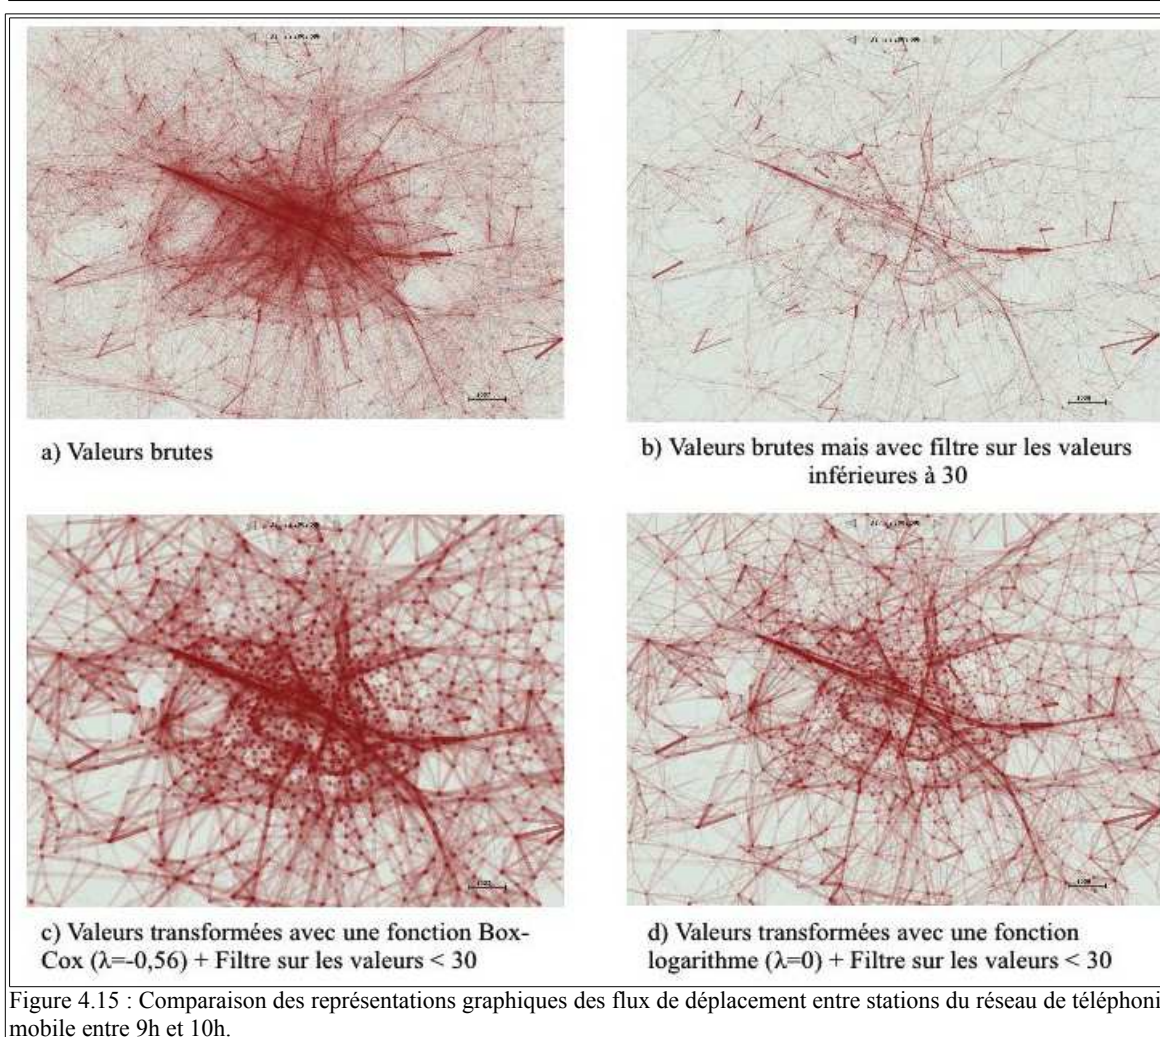 a) Valeurs brutes
b) Valeurs brutes mais avec filtre sur les valeurs
inférieures à 30
c) Valeurs transformées avec une fonction Box-
Cox (λ=-0,56) + Filtre sur les valeurs < 30
d) Valeurs transformées avec une fonction
logarithme (λ=0) + Filtre sur les valeurs < 30
Figure 4.15 : Comparaison des représentations graphiques des flux de déplacement entre stations du réseau de téléphoni
mobile entre 9h et 10h.